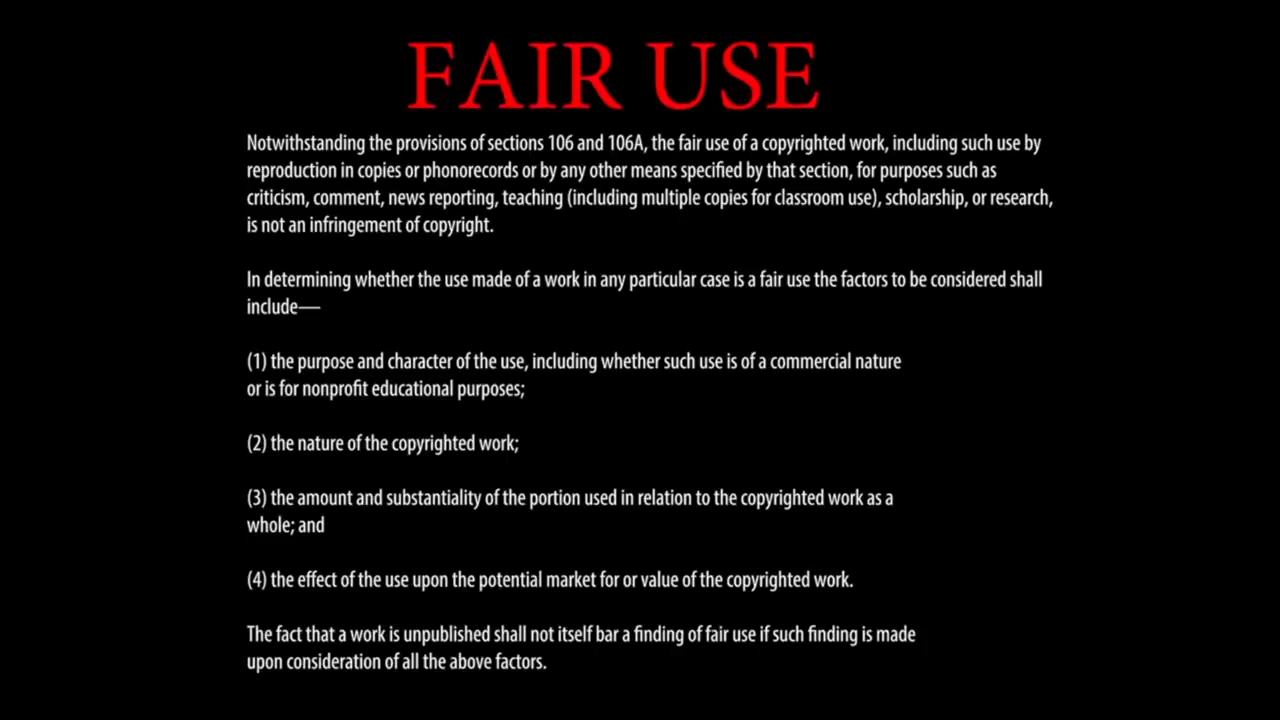 FAIR USE
Notwithstanding the provisions of sections 106 and 106A, the fair use of a copyrighted work, including such use by
reproduction in copies or phonorecords or by any other means specified by that section, for purposes such as
criticism, comment, news reporting, teaching (including multiple copies for classroom use), scholarship, or research,
is not an infringement of copyright.
In determining whether the use made of a work in any particular case is a fair use the factors to be considered shall
include—
(1) the purpose and character of the use, including whether such use is of a commercial nature
or is for nonprofit educational purposes;
(2) the nature of the copyrighted work;
(3) the amount and substantiality of the portion used in relation to the copyrighted work as a
whole; and
(4) the effect of the use upon the potential market for or value of the copyrighted work.
The fact that a work is unpublished shall not itself bar a finding of fair use if such finding is made
upon consideration of all the above factors.